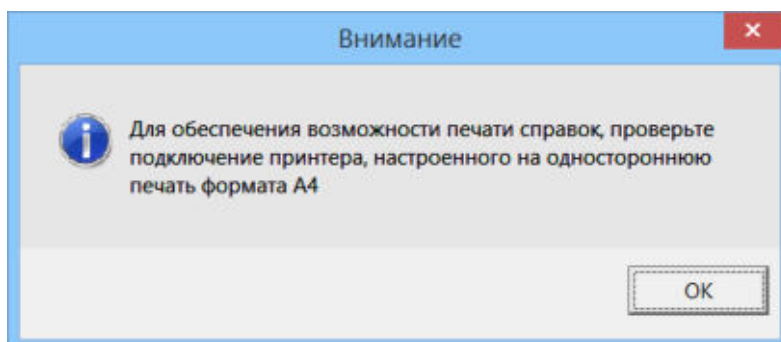 Внимание
Для обеспечения возможности печати справок, проверьте
подключение принтера, настроенного на одностороннюю
печать формата А4
OK